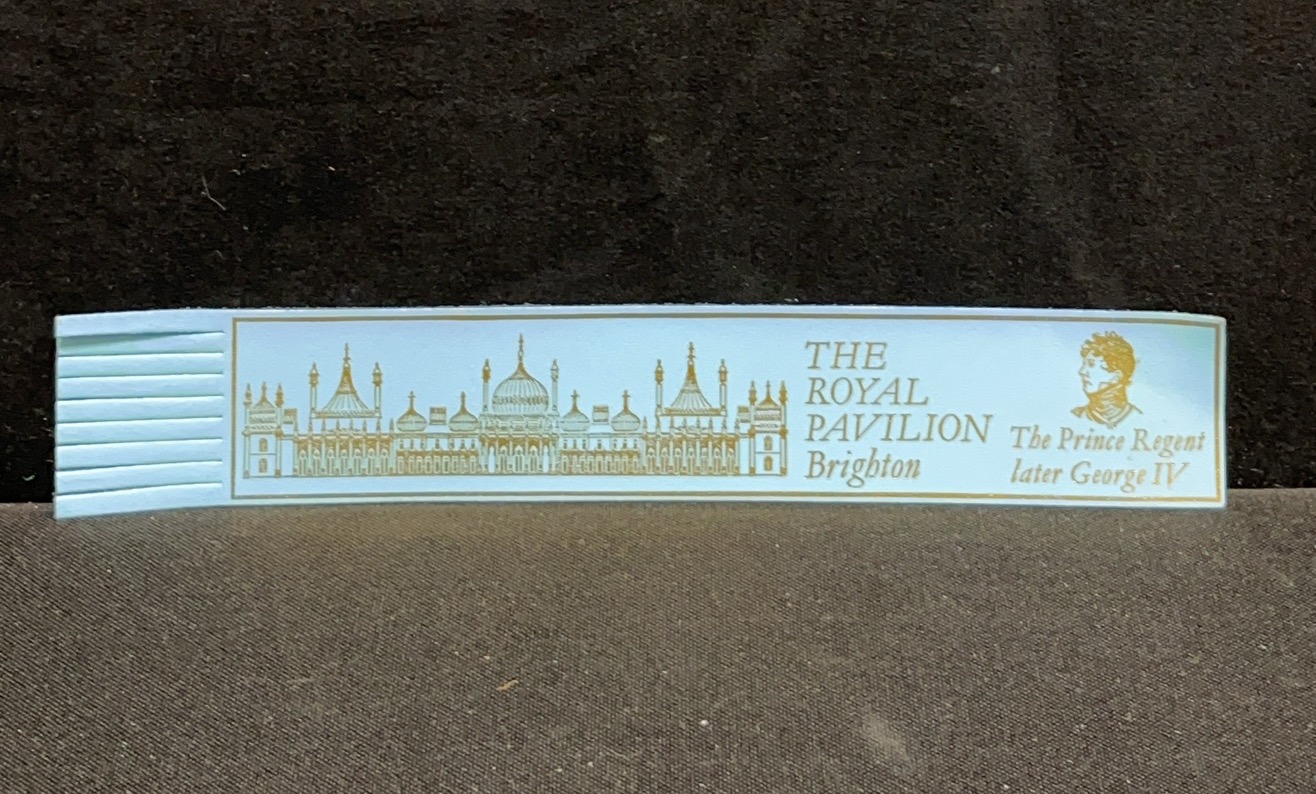 THE
ROYAL
PAVILION
Brighton
The Prince Regent
later George IV